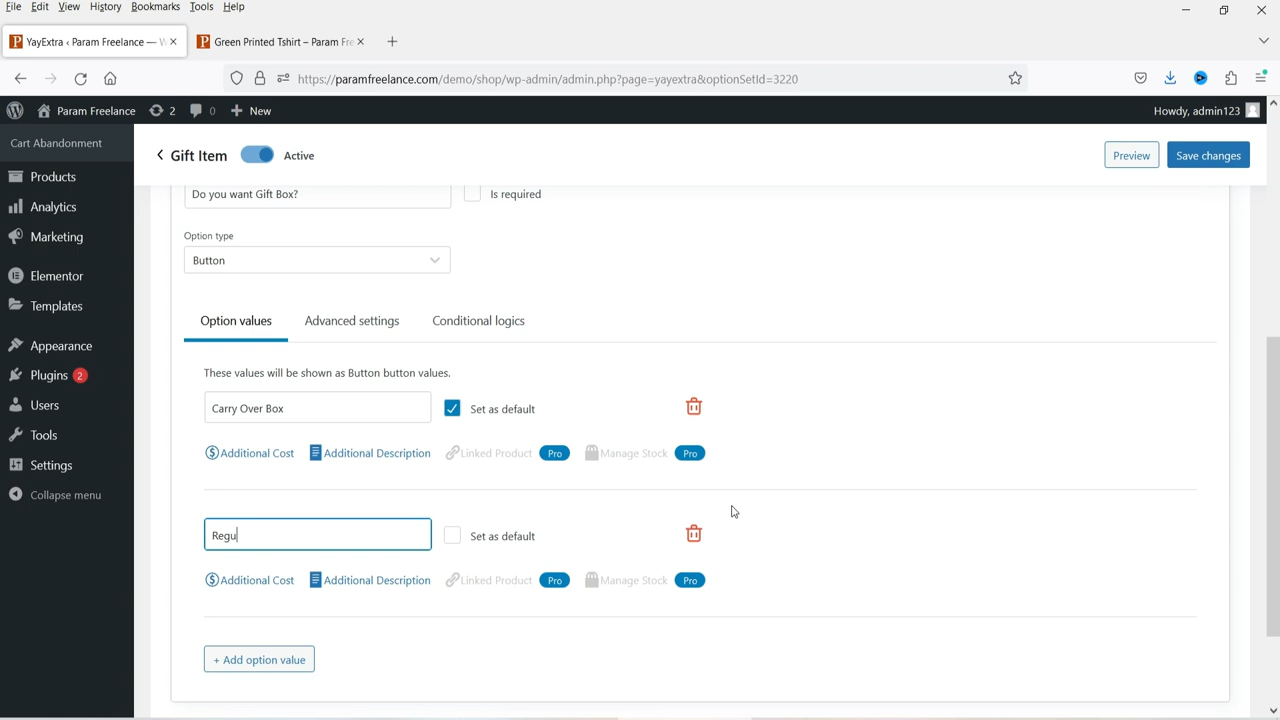 File Edit View History Bookmarks Tools Help
YayExtra ‹ Param Freelance — W
Green Printed Tshirt – Param Fre
https://paramfreelance.com/demo/shop/wp-admin/admin.php?page=yayextra&optionSetId=3220
Param Freelance 2 0 New
Howdy, admin123
Cart Abandonment
Products
Analytics
Marketing
Elementor
Templates
Appearance
Plugins 2
Users
Tools
Settings
Collapse menu
Gift Item Active
Preview Save changes
Do you want Gift Box? Is required
Option type
Button
Option values Advanced settings Conditional logics
These values will be shown as Button button values.
Carry Over Box Set as default
Additional Cost Additional Description Linked Product Pro Manage Stock Pro
Regu Set as default
Additional Cost Additional Description Linked Product Pro Manage Stock Pro
+ Add option value